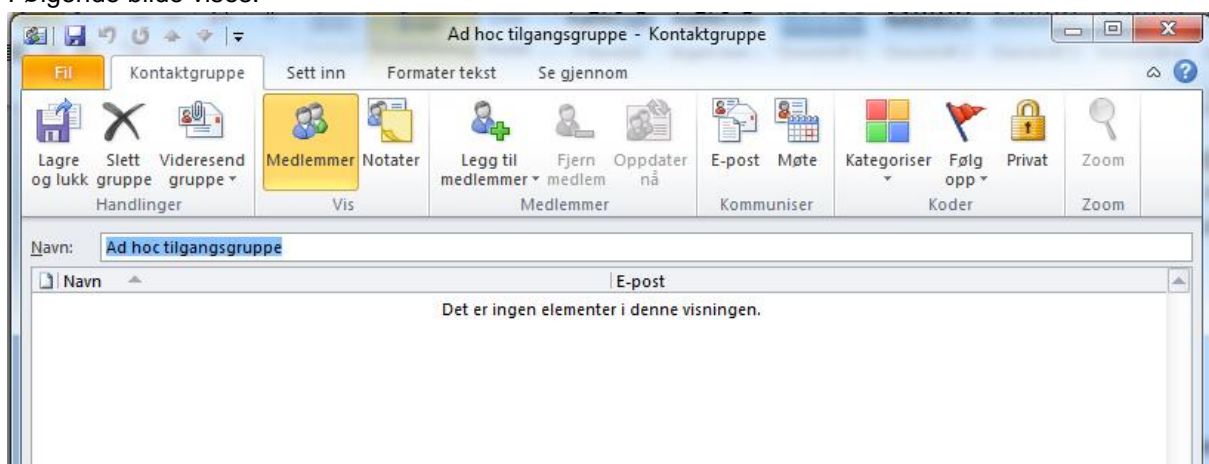 Følgende bilde vises:
Ad hoc tilgangsgruppe - Kontaktgruppe
Fil Kontaktgruppe Sett inn Formater tekst Se gjennom
Lagre og lukk Slett gruppe Videresend gruppe Medlemmer Notater Legg til medlemmer Fjern medlem Oppdater nå E-post Møte Kategoriser Følg opp Privat Zoom
Handlinger Vis Medlemmer Kommuniser Koder Zoom
Navn: Ad hoc tilgangsgruppe
Navn E-post
Det er ingen elementer i denne visningen.